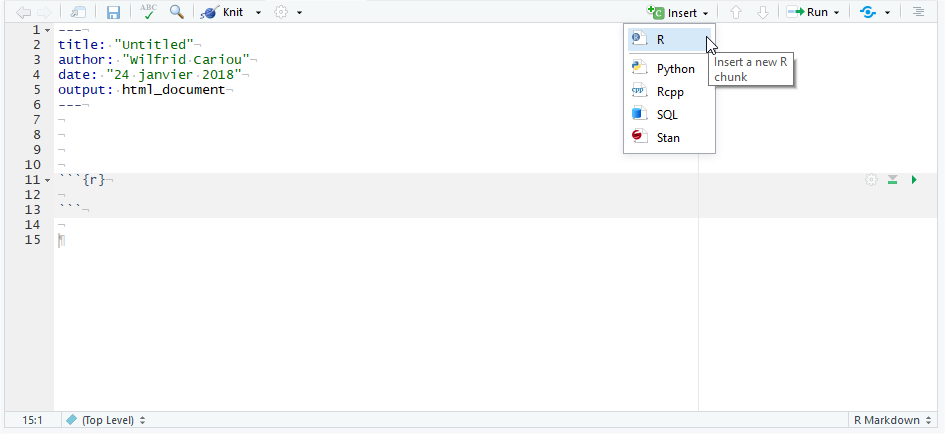 ABC Knit Insert Run
1 ---
2 title: "Untitled"
3 author: "Wilfrid Cariou"
4 date: "24 janvier 2018"
5 output: html_document
6 ---
7
8
9
10
11 ```{r}
12
13 ```
14
15
R
Insert a new R
chunk
Python
Rcpp
SQL
Stan
15:1 (Top Level) R Markdown